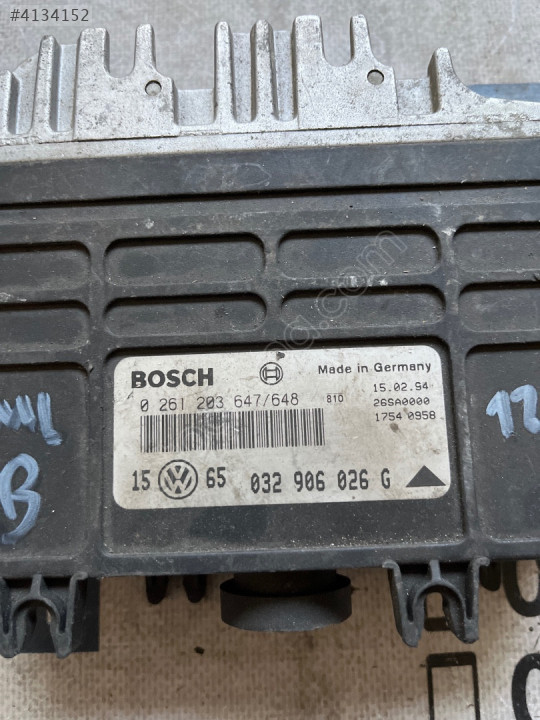 #4134152
BOSCH
Made in Germany
0 261 203 647/648 810
15.02.94
26SA0000
1754 0958
15 VW 65 032 906 026 G
B
12